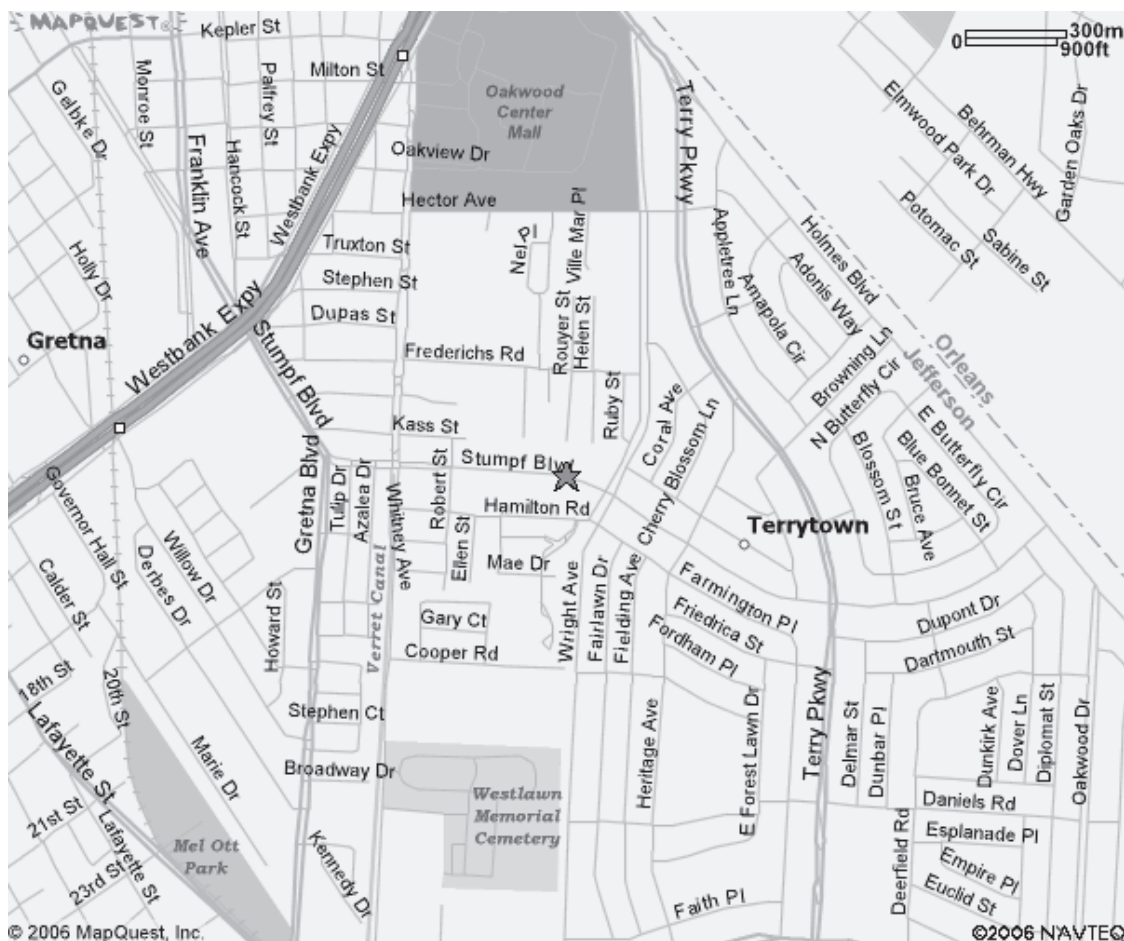 MAPQUEST®
Kepler St
300m
0
900ft
Milton St
Gelbke Dr
Monroe St
Palfrey St
Hancock St
Franklin Ave
Westbank Expy
Oakwood
Center
Mall
Oakview Dr
Hector Ave
Terry Pkwy
Elmwood Park Dr
Behrman Hwy
Garden Oaks Dr
Potomac St
Sabine St
Holly Dr
Truxton St
Stephen St
Dupas St
Nel Pl
Ville Mar Pl
Appletree Ln
Holmes Blvd
Adonis Way
Amapola Cir
Gretna
Westbank Expy
Stumpf Blvd
Frederichs Rd
Rouyer St
Helen St
Ruby St
Browning Ln
Orleans
Jefferson
N Butterfly Cir
E Butterfly Cir
Kass St
Coral Ave
Cherry Blossom Ln
Blossom St
Blue Bonnet St
Bruce Ave
Stumpf Blvd
Gretna Blvd
Tulip Dr
Azalea Dr
Whitney Ave
Robert St
Hamilton Rd
Terrytown
Governor Hall St
Willow Dr
Derbes Dr
Calder St
Ellen St
Mae Dr
Verret Canal
Howard St
Gary Ct
Cooper Rd
Wright Ave
Fairlawn Dr
Fielding Ave
Farmington Pl
Friedrica St
Fordham Pl
Dupont Dr
Dartmouth St
18th St
20th St
Lafayette St
Stephen Ct
Heritage Ave
E Forest Lawn Dr
Terry Pkwy
Delmar St
Dunbar Pl
Dunkirk Ave
Dover Ln
Diplomat St
Oakwood Dr
Marie Dr
Broadway Dr
Westlawn
Memorial
Cemetery
Daniels Rd
21st St
Lafayette St
Mel Ott
Park
Deerfield Rd
Esplanade Pl
Empire Pl
Euclid St
23rd St
Kennedy Dr
Faith Pl
© 2006 MapQuest, Inc.
©2006 NAVTEQ